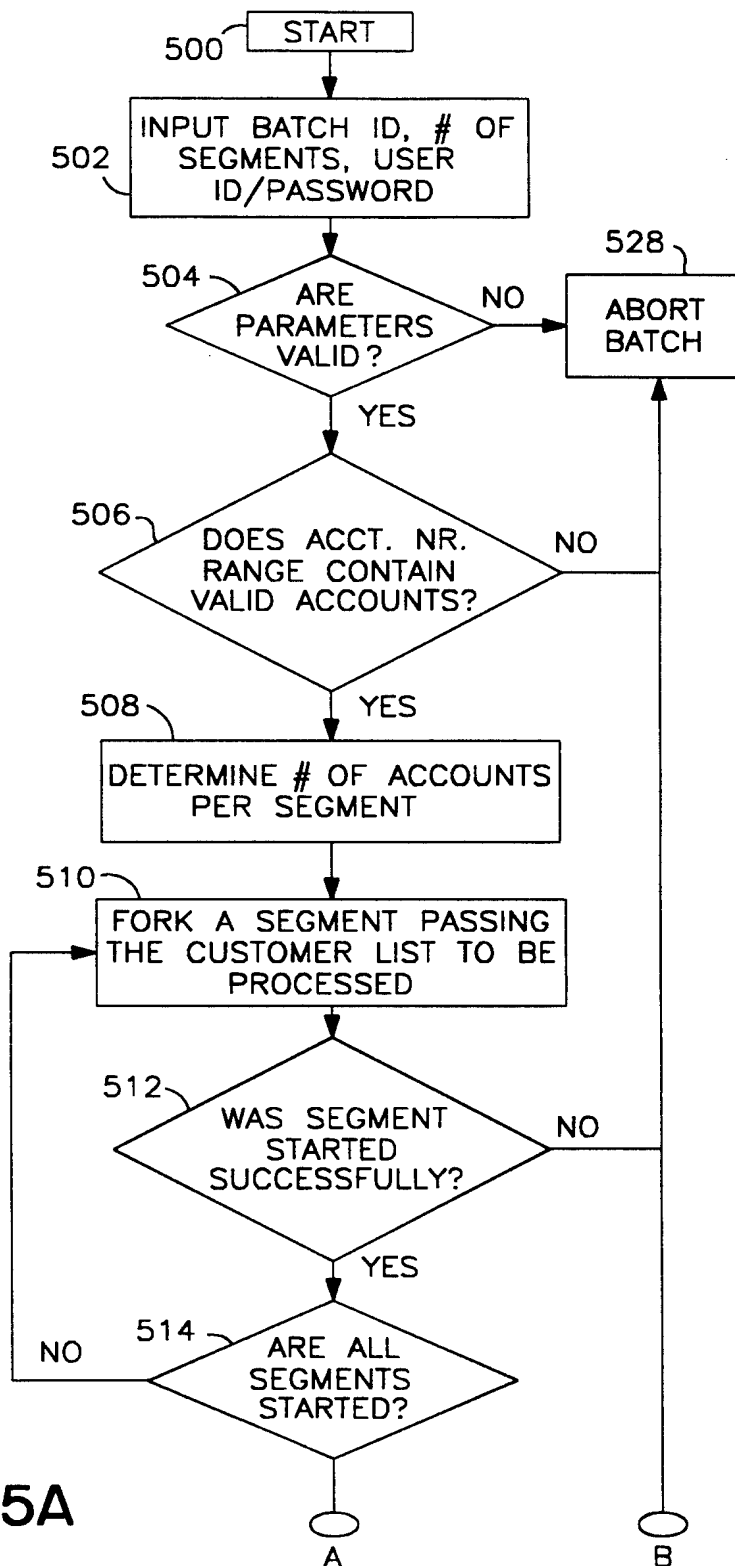 500
START
502
INPUT BATCH ID, # OF
SEGMENTS, USER
ID/PASSWORD
504
ARE
PARAMETERS
VALID?
NO
528
ABORT
BATCH
YES
506
DOES ACCT. NR.
RANGE CONTAIN
VALID ACCOUNTS?
NO
YES
508
DETERMINE # OF ACCOUNTS
PER SEGMENT
510
FORK A SEGMENT PASSING
THE CUSTOMER LIST TO BE
PROCESSED
512
WAS SEGMENT
STARTED
SUCCESSFULLY?
NO
YES
514
ARE ALL
SEGMENTS
STARTED?
NO
5A
A
B